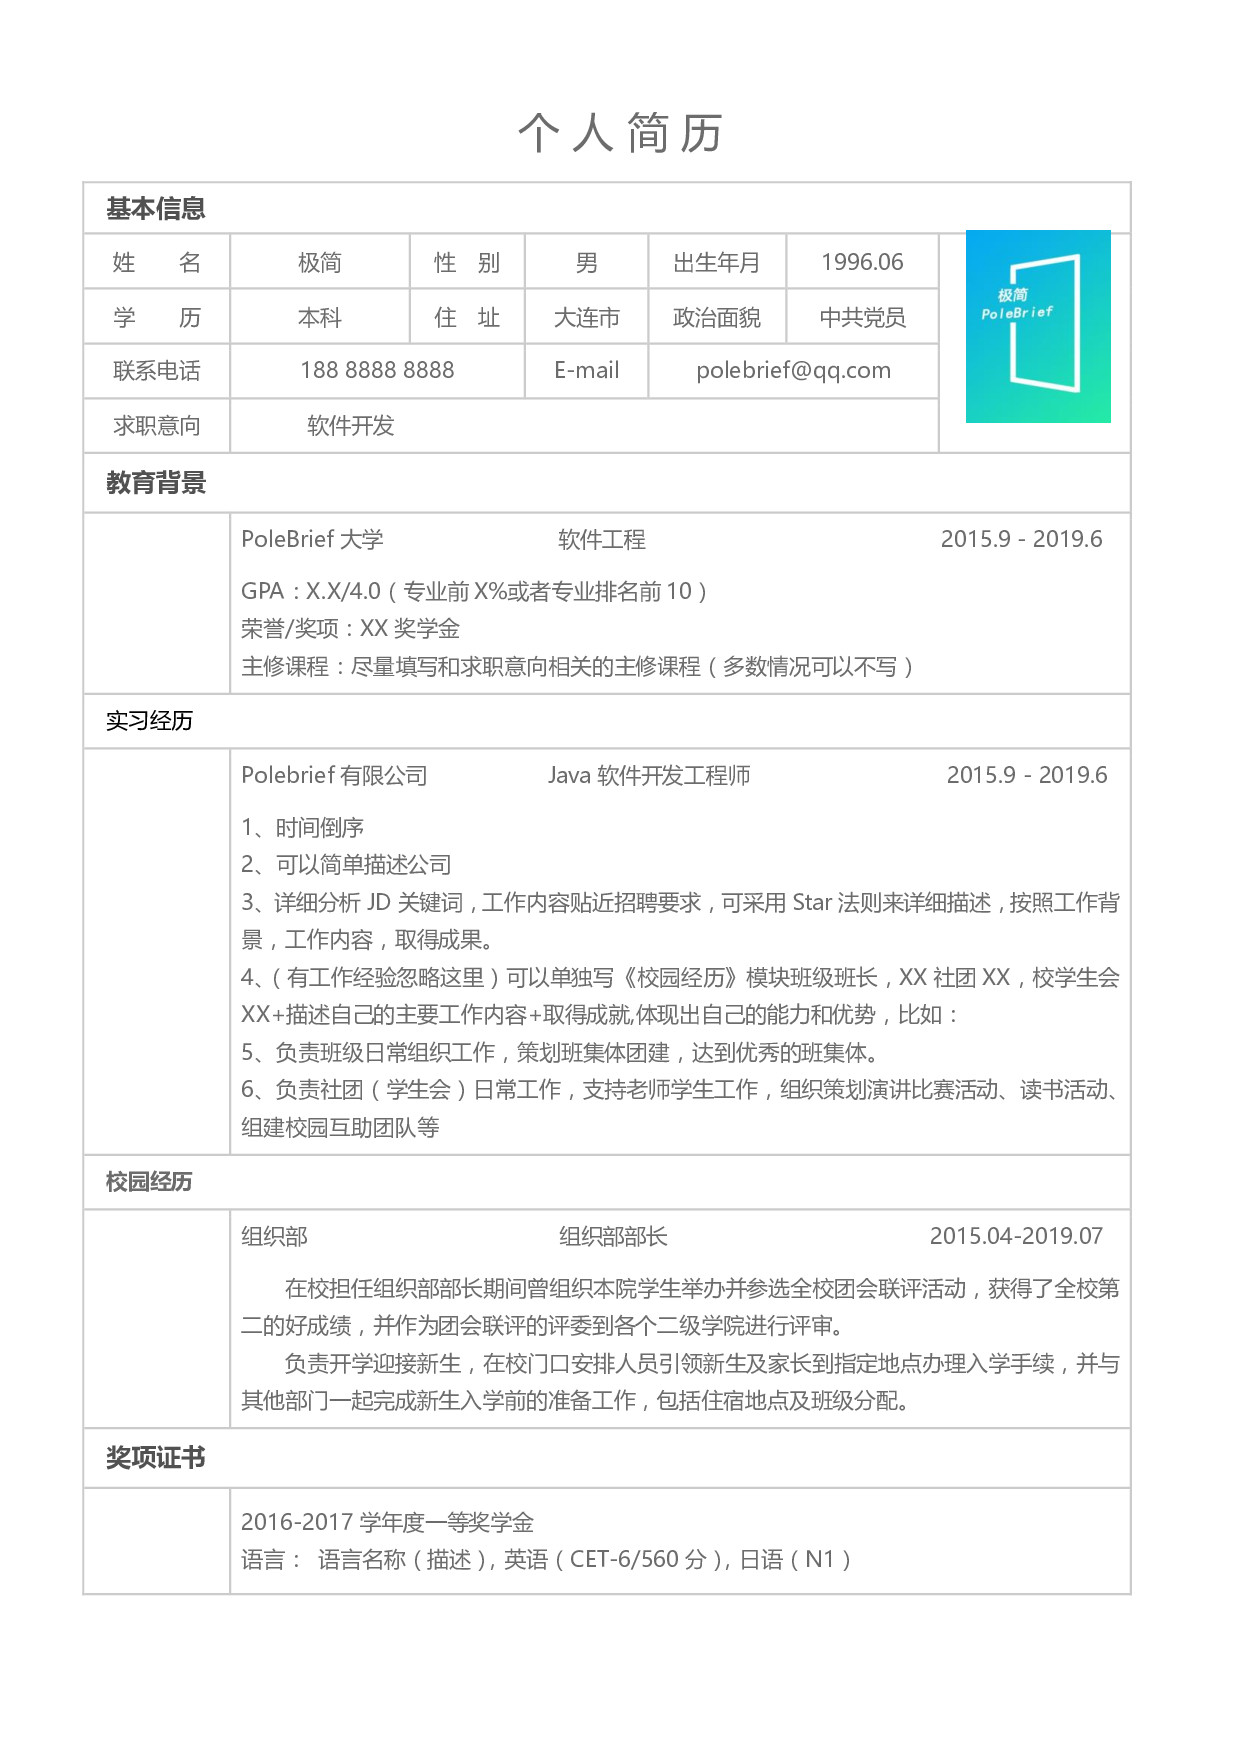 个人简历
基本信息
姓 名 极简 性 别 男 出生年月 1996.06
极简
PoleBrief
学 历 本科 住 址 大连市 政治面貌 中共党员
联系电话 188 8888 8888 E-mail polebrief@qq.com
求职意向 软件开发
教育背景
PoleBrief 大学 软件工程 2015.9 - 2019.6
GPA：X.X/4.0（专业前 X%或者专业排名前 10）
荣誉/奖项：XX 奖学金
主修课程：尽量填写和求职意向相关的主修课程（多数情况可以不写）
实习经历
Polebrief 有限公司 Java 软件开发工程师 2015.9 - 2019.6
1、时间倒序
2、可以简单描述公司
3、详细分析 JD 关键词，工作内容贴近招聘要求，可采用 Star 法则来详细描述，按照工作背
景，工作内容，取得成果。
4、（有工作经验忽略这里）可以单独写《校园经历》模块班级班长，XX 社团 XX，校学生会
XX+描述自己的主要工作内容+取得成就,体现出自己的能力和优势，比如：
5、负责班级日常组织工作，策划班集体团建，达到优秀的班集体。
6、负责社团（学生会）日常工作，支持老师学生工作，组织策划演讲比赛活动、读书活动、
组建校园互助团队等
校园经历
组织部 组织部部长 2015.04-2019.07
在校担任组织部部长期间曾组织本院学生举办并参选全校团会联评活动，获得了全校第
二的好成绩，并作为团会联评的评委到各个二级学院进行评审。
负责开学迎接新生，在校门口安排人员引领新生及家长到指定地点办理入学手续，并与
其他部门一起完成新生入学前的准备工作，包括住宿地点及班级分配。
奖项证书
2016-2017 学年度一等奖学金
语言： 语言名称（描述）, 英语（CET-6/560 分）, 日语（N1）